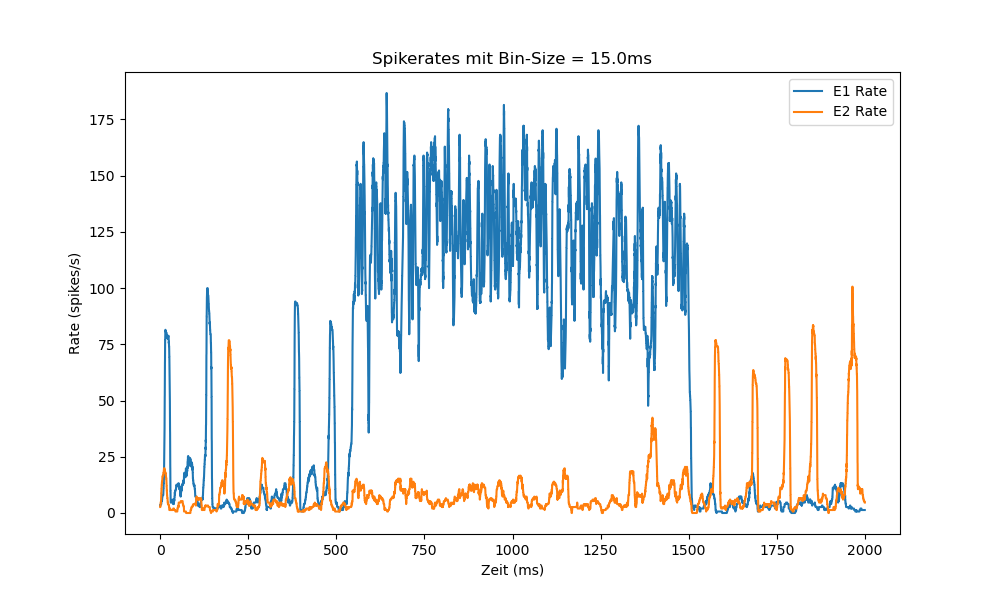 Spikerates mit Bin-Size = 15.0ms
E1 Rate
E2 Rate
175
150
125
100
75
50
25
0
Rate (spikes/s)
0 250 500 750 1000 1250 1500 1750 2000
Zeit (ms)